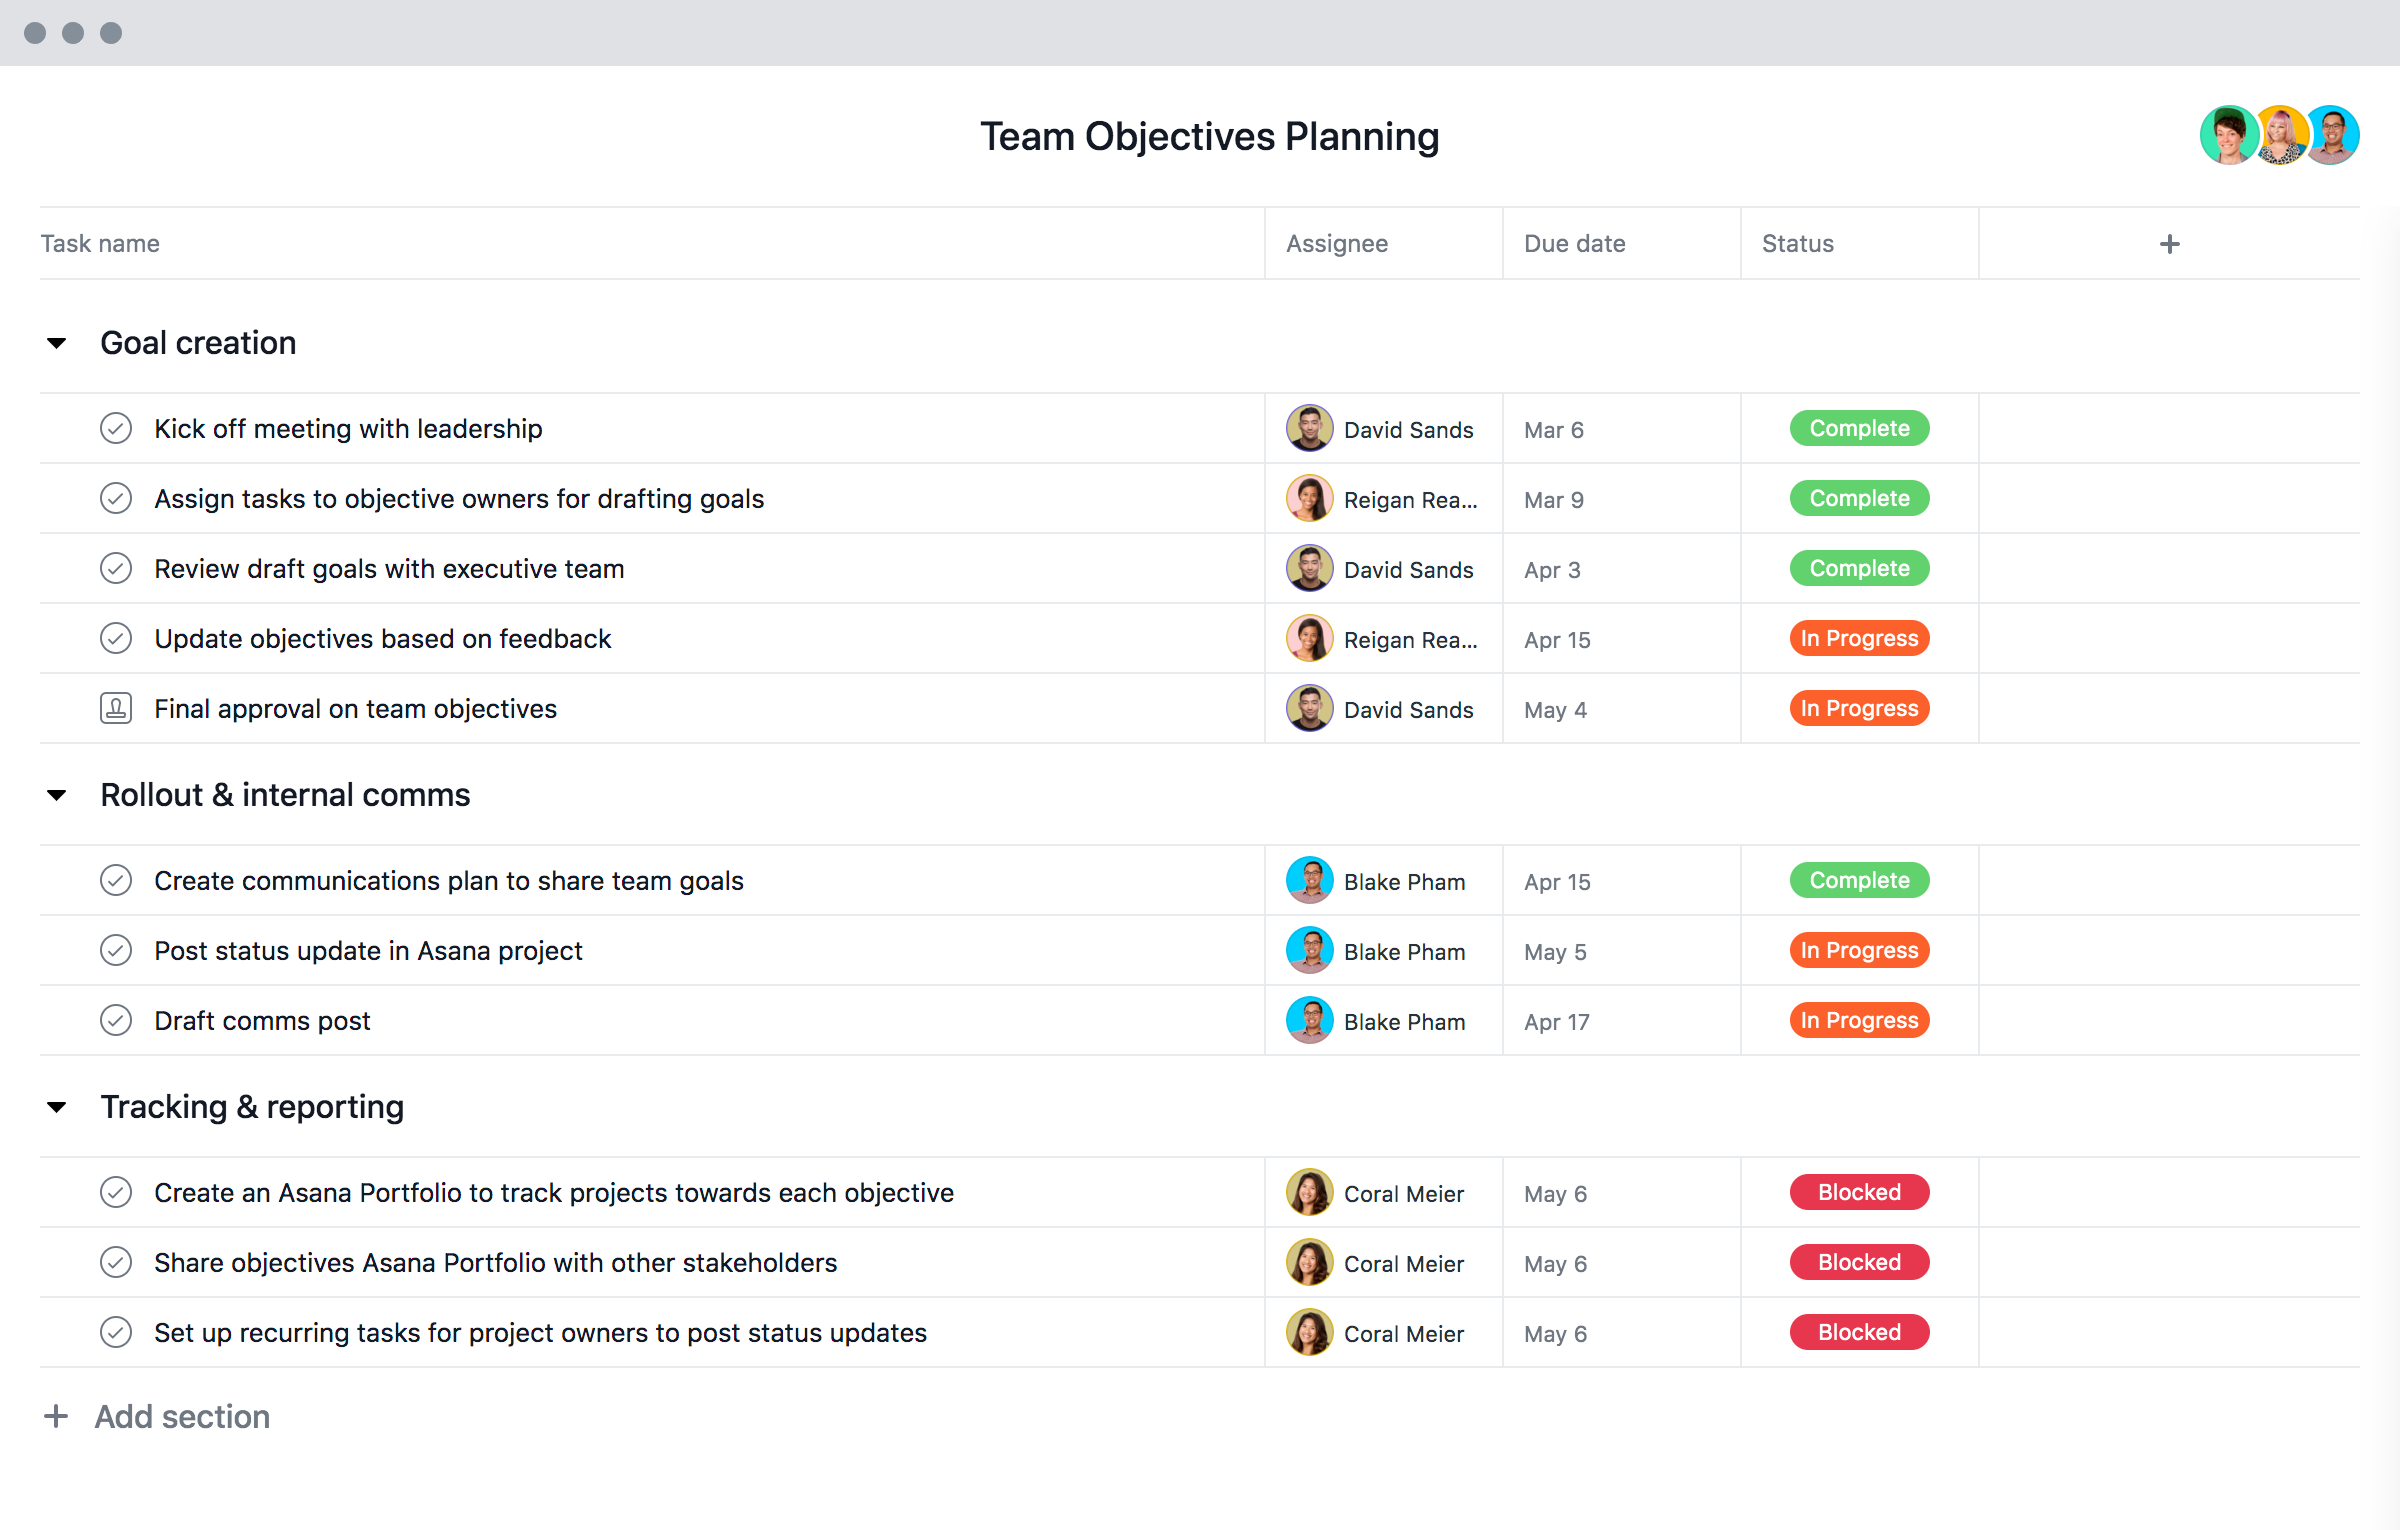 Team Objectives Planning
Task name Assignee Due date Status +
Goal creation
Kick off meeting with leadership David Sands Mar 6 Complete
Assign tasks to objective owners for drafting goals Reigan Rea... Mar 9 Complete
Review draft goals with executive team David Sands Apr 3 Complete
Update objectives based on feedback Reigan Rea... Apr 15 In Progress
Final approval on team objectives David Sands May 4 In Progress
Rollout & internal comms
Create communications plan to share team goals Blake Pham Apr 15 Complete
Post status update in Asana project Blake Pham May 5 In Progress
Draft comms post Blake Pham Apr 17 In Progress
Tracking & reporting
Create an Asana Portfolio to track projects towards each objective Coral Meier May 6 Blocked
Share objectives Asana Portfolio with other stakeholders Coral Meier May 6 Blocked
Set up recurring tasks for project owners to post status updates Coral Meier May 6 Blocked
+ Add section